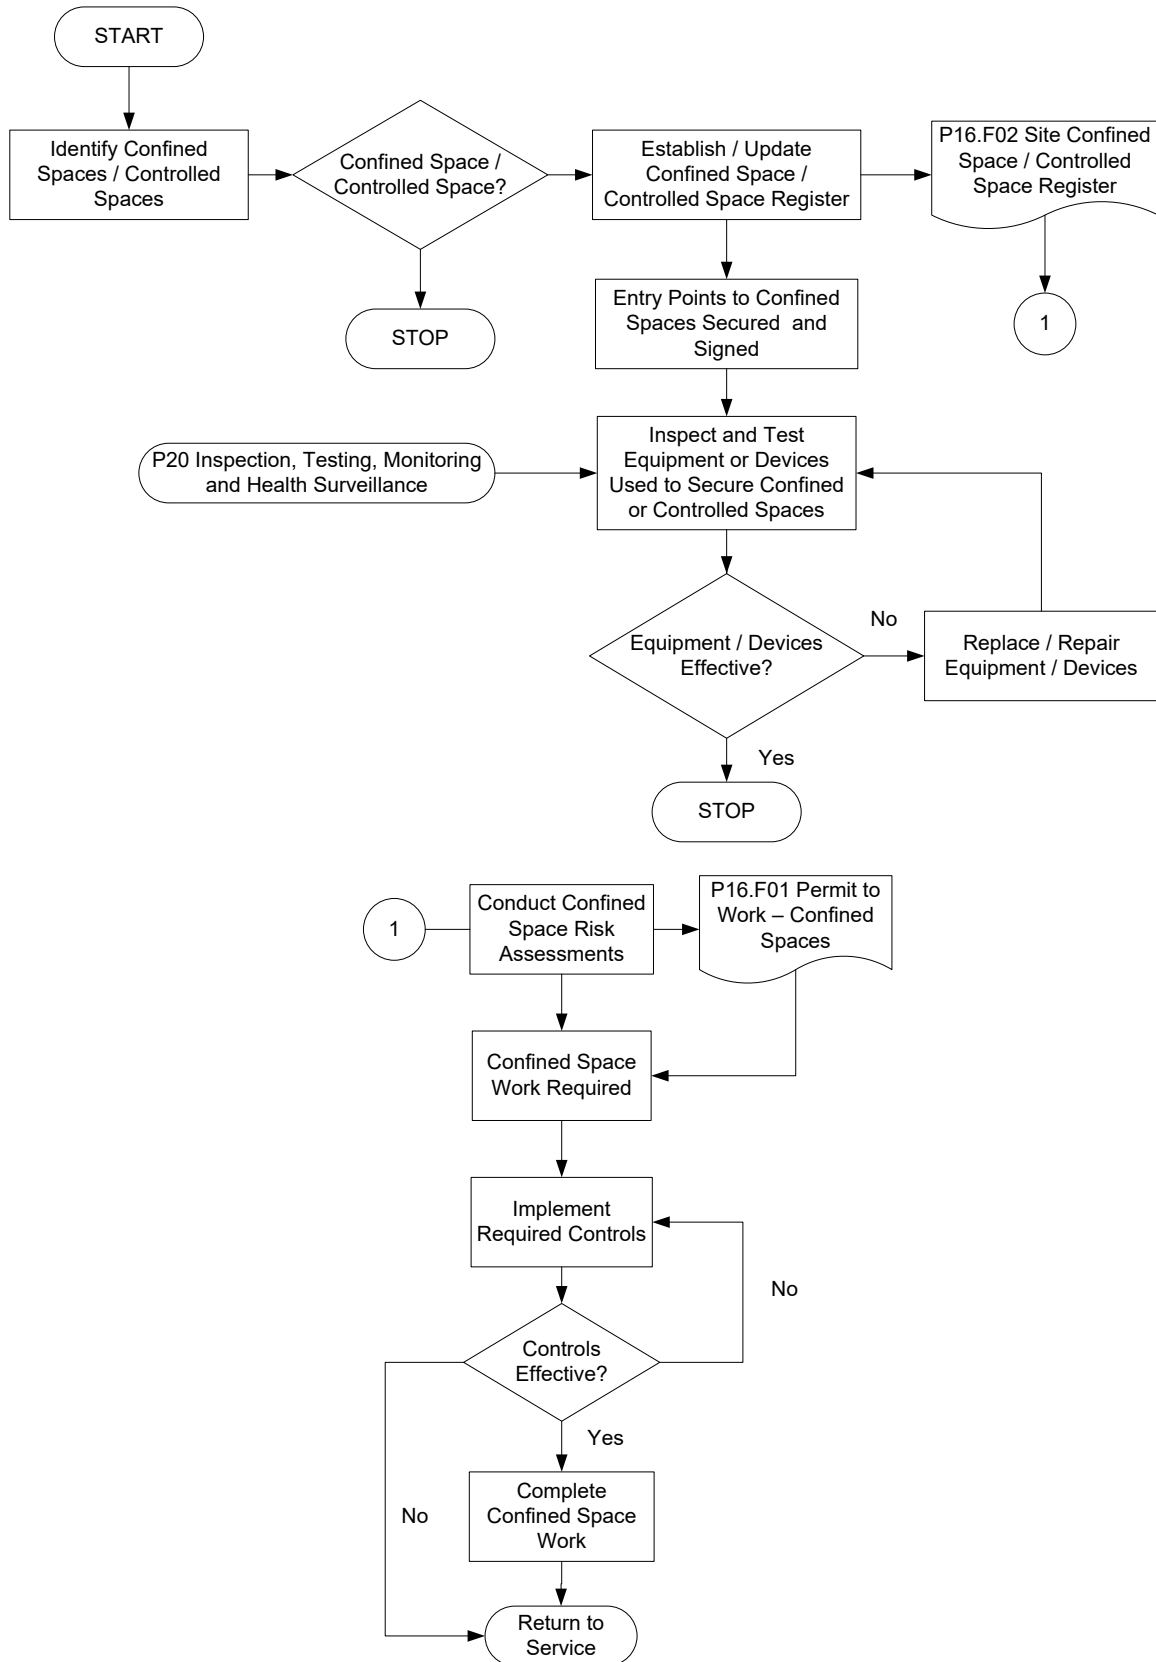 START
Identify Confined
Spaces / Controlled
Spaces
Confined Space /
Controlled Space?
Establish / Update
Confined Space /
Controlled Space Register
P16.F02 Site Confined
Space / Controlled
Space Register
STOP
Entry Points to Confined
Spaces Secured and
Signed
1
P20 Inspection, Testing, Monitoring
and Health Surveillance
Inspect and Test
Equipment or Devices
Used to Secure Confined
or Controlled Spaces
Equipment / Devices
Effective?
No
Replace / Repair
Equipment / Devices
Yes
STOP
1
Conduct Confined
Space Risk
Assessments
P16.F01 Permit to
Work – Confined
Spaces
Confined Space
Work Required
Implement
Required Controls
No
Controls
Effective?
Yes
No
Complete
Confined Space
Work
Return to
Service